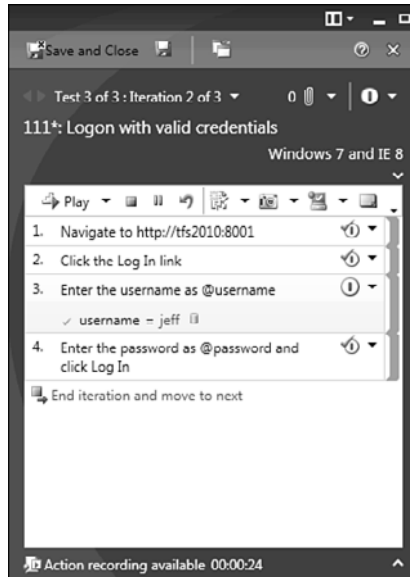 Save and Close
Test 3 of 3 : Iteration 2 of 3
0
111*: Logon with valid credentials
Windows 7 and IE 8
Play
1. Navigate to http://tfs2010:8001
2. Click the Log In link
3. Enter the username as @username
username = jeff
4. Enter the password as @password and
click Log In
End iteration and move to next
Action recording available 00:00:24